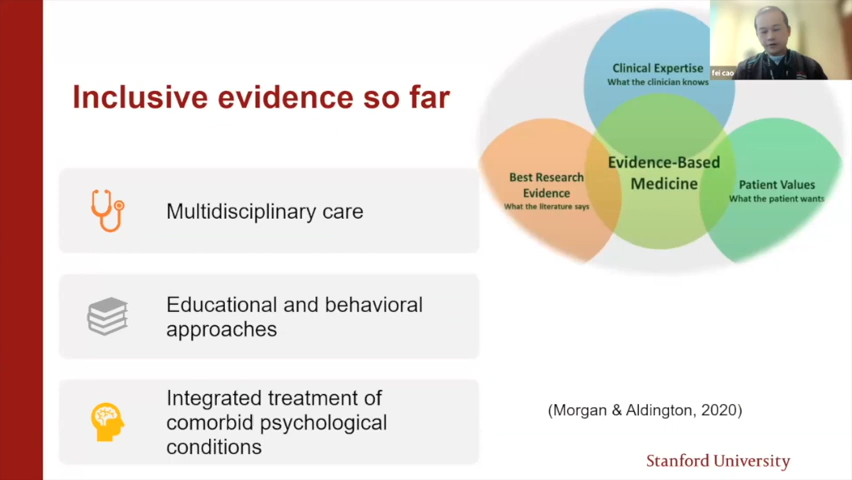 Inclusive evidence so far
Multidisciplinary care
Educational and behavioral
approaches
Integrated treatment of
comorbid psychological
conditions
Clinical Expertise
What the clinician knows
Evidence-Based
Medicine
Best Research
Evidence
What the literature says
Patient Values
What the patient wants
fei cao
(Morgan & Aldington, 2020)
Stanford University